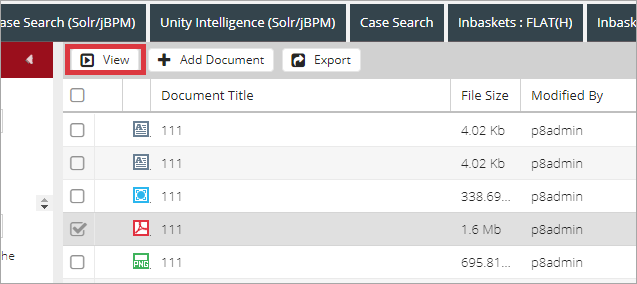 ase Search (Solr/jBPM) Unity Intelligence (Solr/jBPM) Case Search Inbaskets : FLAT(H) Inbask
View Add Document Export
Document Title File Size Modified By
111 4.02 Kb p8admin
111 4.02 Kb p8admin
111 338.69... p8admin
111 1.6 Mb p8admin
he PNG 111 695.81... p8admin